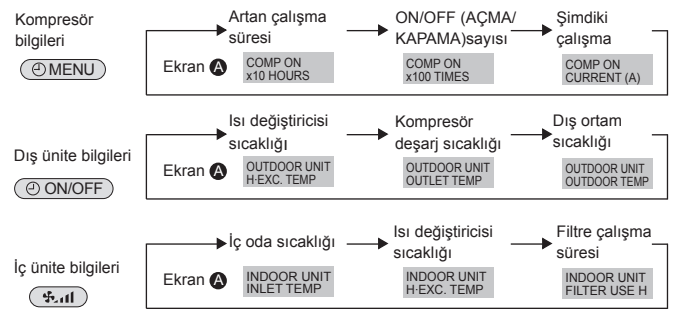 Kompresör
bilgileri
MENU
Artan çalışma
süresi
ON/OFF (AÇMA/
KAPAMA)sayısı
Şimdiki
çalışma
Ekran A
COMP ON
x10 HOURS
COMP ON
x100 TIMES
COMP ON
CURRENT (A)
Dış ünite bilgileri
ON/OFF
Isı değiştiricisi
sıcaklığı
Kompresör
deşarj sıcaklığı
Dış ortam
sıcaklığı
Ekran A
OUTDOOR UNIT
H·EXC. TEMP
OUTDOOR UNIT
OUTLET TEMP
OUTDOOR UNIT
OUTDOOR TEMP
İç ünite bilgileri
İç oda sıcaklığı
Isı değiştiricisi
sıcaklığı
Filtre çalışma
süresi
Ekran A
INDOOR UNIT
INLET TEMP
INDOOR UNIT
H·EXC. TEMP
INDOOR UNIT
FILTER USE H